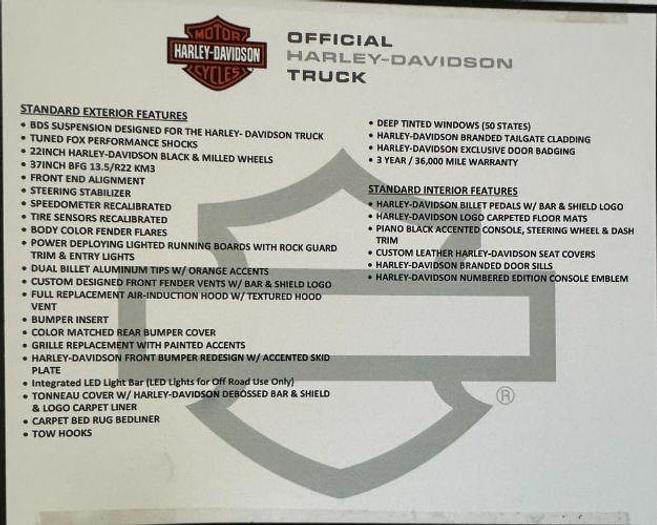 MOTOR
HARLEY-DAVIDSON
CYCLES
OFFICIAL
HARLEY-DAVIDSON
TRUCK
STANDARD EXTERIOR FEATURES
• BDS SUSPENSION DESIGNED FOR THE HARLEY- DAVIDSON TRUCK
• TUNED FOX PERFORMANCE SHOCKS
• 22INCH HARLEY-DAVIDSON BLACK & MILLED WHEELS
• 37INCH BFG 13.5/R22 KM3
• FRONT END ALIGNMENT
• STEERING STABILIZER
• SPEEDOMETER RECALIBRATED
• TIRE SENSORS RECALIBRATED
• BODY COLOR FENDER FLARES
• POWER DEPLOYING LIGHTED RUNNING BOARDS WITH ROCK GUARD
TRIM & ENTRY LIGHTS
• DUAL BILLET ALUMINUM TIPS W/ ORANGE ACCENTS
• CUSTOM DESIGNED FRONT FENDER VENTS W/ BAR & SHIELD LOGO
• FULL REPLACEMENT AIR-INDUCTION HOOD W/ TEXTURED HOOD
VENT
• BUMPER INSERT
• COLOR MATCHED REAR BUMPER COVER
• GRILLE REPLACEMENT WITH PAINTED ACCENTS
• HARLEY-DAVIDSON FRONT BUMPER REDESIGN W/ ACCENTED SKID
PLATE
• Integrated LED Light Bar (LED Lights for Off Road Use Only)
• TONNEAU COVER W/ HARLEY-DAVIDSON DEBOSSED BAR & SHIELD
& LOGO CARPET LINER
• CARPET BED RUG BEDLINER
• TOW HOOKS
• DEEP TINTED WINDOWS (50 STATES)
• HARLEY-DAVIDSON BRANDED TAILGATE CLADDING
• HARLEY-DAVIDSON EXCLUSIVE DOOR BADGING
• 3 YEAR / 36,000 MILE WARRANTY
STANDARD INTERIOR FEATURES
• HARLEY-DAVIDSON BILLET PEDALS W/ BAR & SHIELD LOGO
• HARLEY-DAVIDSON LOGO CARPETED FLOOR MATS
• PIANO BLACK ACCENTED CONSOLE, STEERING WHEEL & DASH
TRIM
• CUSTOM LEATHER HARLEY-DAVIDSON SEAT COVERS
• HARLEY-DAVIDSON BRANDED DOOR SILLS
• HARLEY-DAVIDSON NUMBERED EDITION CONSOLE EMBLEM
®